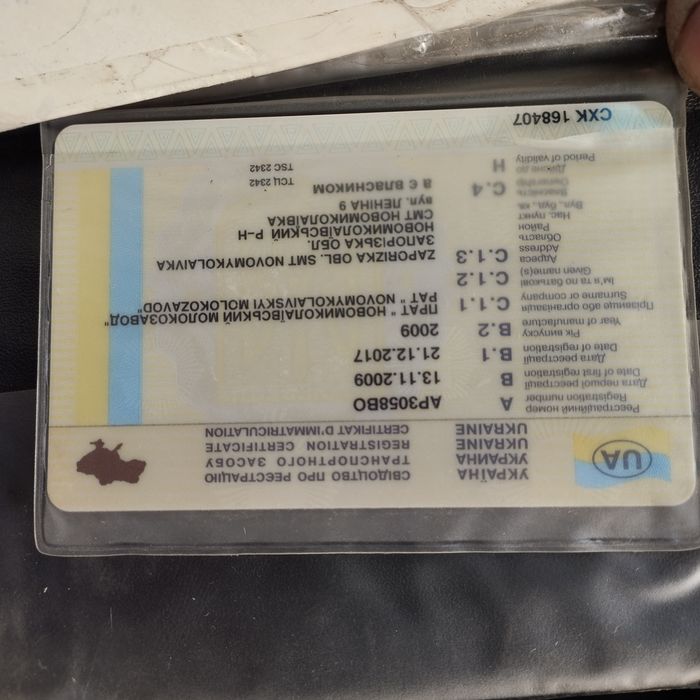 UA
УКРАЇНА
УКРАИНА
UKRAINE
UKRAINE
СВІДОЦТВО ПРО РЕЄСТРАЦІЮ
ТРАНСПОРТНОГО ЗАСОБУ
REGISTRATION CERTIFICATE
CERTIFICAT D'IMMATRICULATION
Реєстраційний номер
Registration number
A
AP3058BO
Дата першої реєстрації
Date of first registration
B
13.11.2009
Дата реєстрації
Date of registration
B.1
21.12.2017
Рік випуску
Year of manufacture
B.2
2009
Прізвище або організація
Surname or company
C.1.1
ПРАТ " НОВОМИКОЛАЇВСЬКИЙ МОЛОКОЗАВОД"
PAT " NOVOMYKOLAIVSKYI MOLOKOZAVOD"
Ім'я та по батькові
Given name(s)
C.1.2
Адреса
Address
C.1.3
ZAPORIZKA OBL. SMT NOVOMYKOLAIVKA
Область
ЗАПОРІЗЬКА ОБЛ.
Район
НОВОМИКОЛАЇВСЬКИЙ Р-Н
Нас. пункт
СМТ НОВОМИКОЛАЇВКА
Вул., буд., кв.
вул. ЛЕНІНА 9
Власність
Ownership
C.4
а є ВЛАСНИКОМ
Дійсне до
Period of validity
H
ТСЦ 2342
TSC 2342
СХК 168407